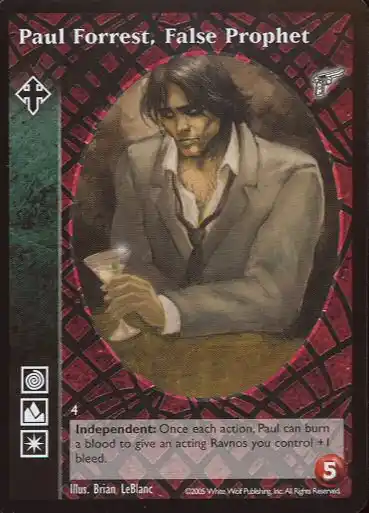 Paul Forrest, False Prophet
4
Independent: Once each action, Paul can burn
a blood to give an acting Ravnos you control +1
bleed.
5
Illus. Brian LeBlanc
©2005 White Wolf Publishing, Inc. All Rights Reserved.